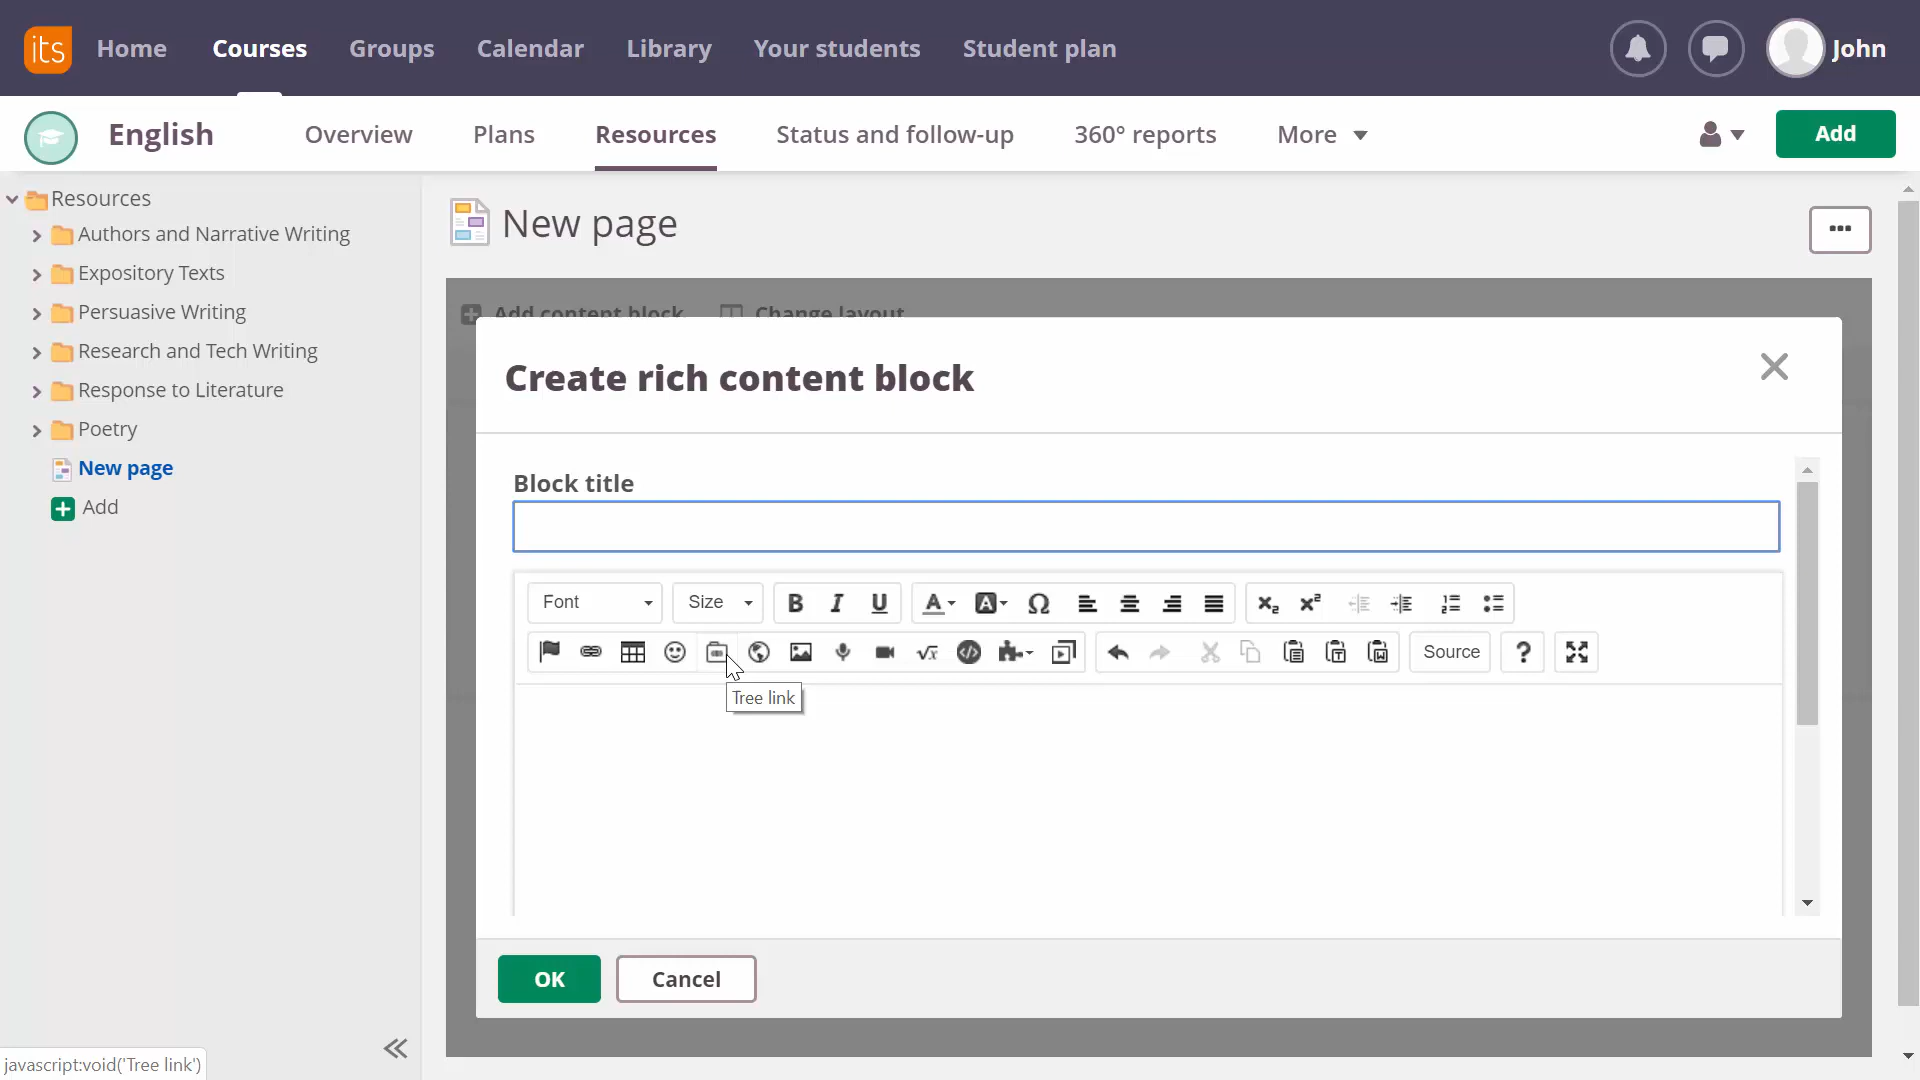 its Home Courses Groups Calendar Library Your students Student plan John
English Overview Plans Resources Status and follow-up 360° reports More Add
Resources
Authors and Narrative Writing
Expository Texts
Persuasive Writing
Research and Tech Writing
Response to Literature
Poetry
New page
Add
New page
Add content block Change layout
Create rich content block
Block title
Font Size B I U A A Ω x₂ x²
√x Source ?
Tree link
OK Cancel
javascript:void('Tree link')